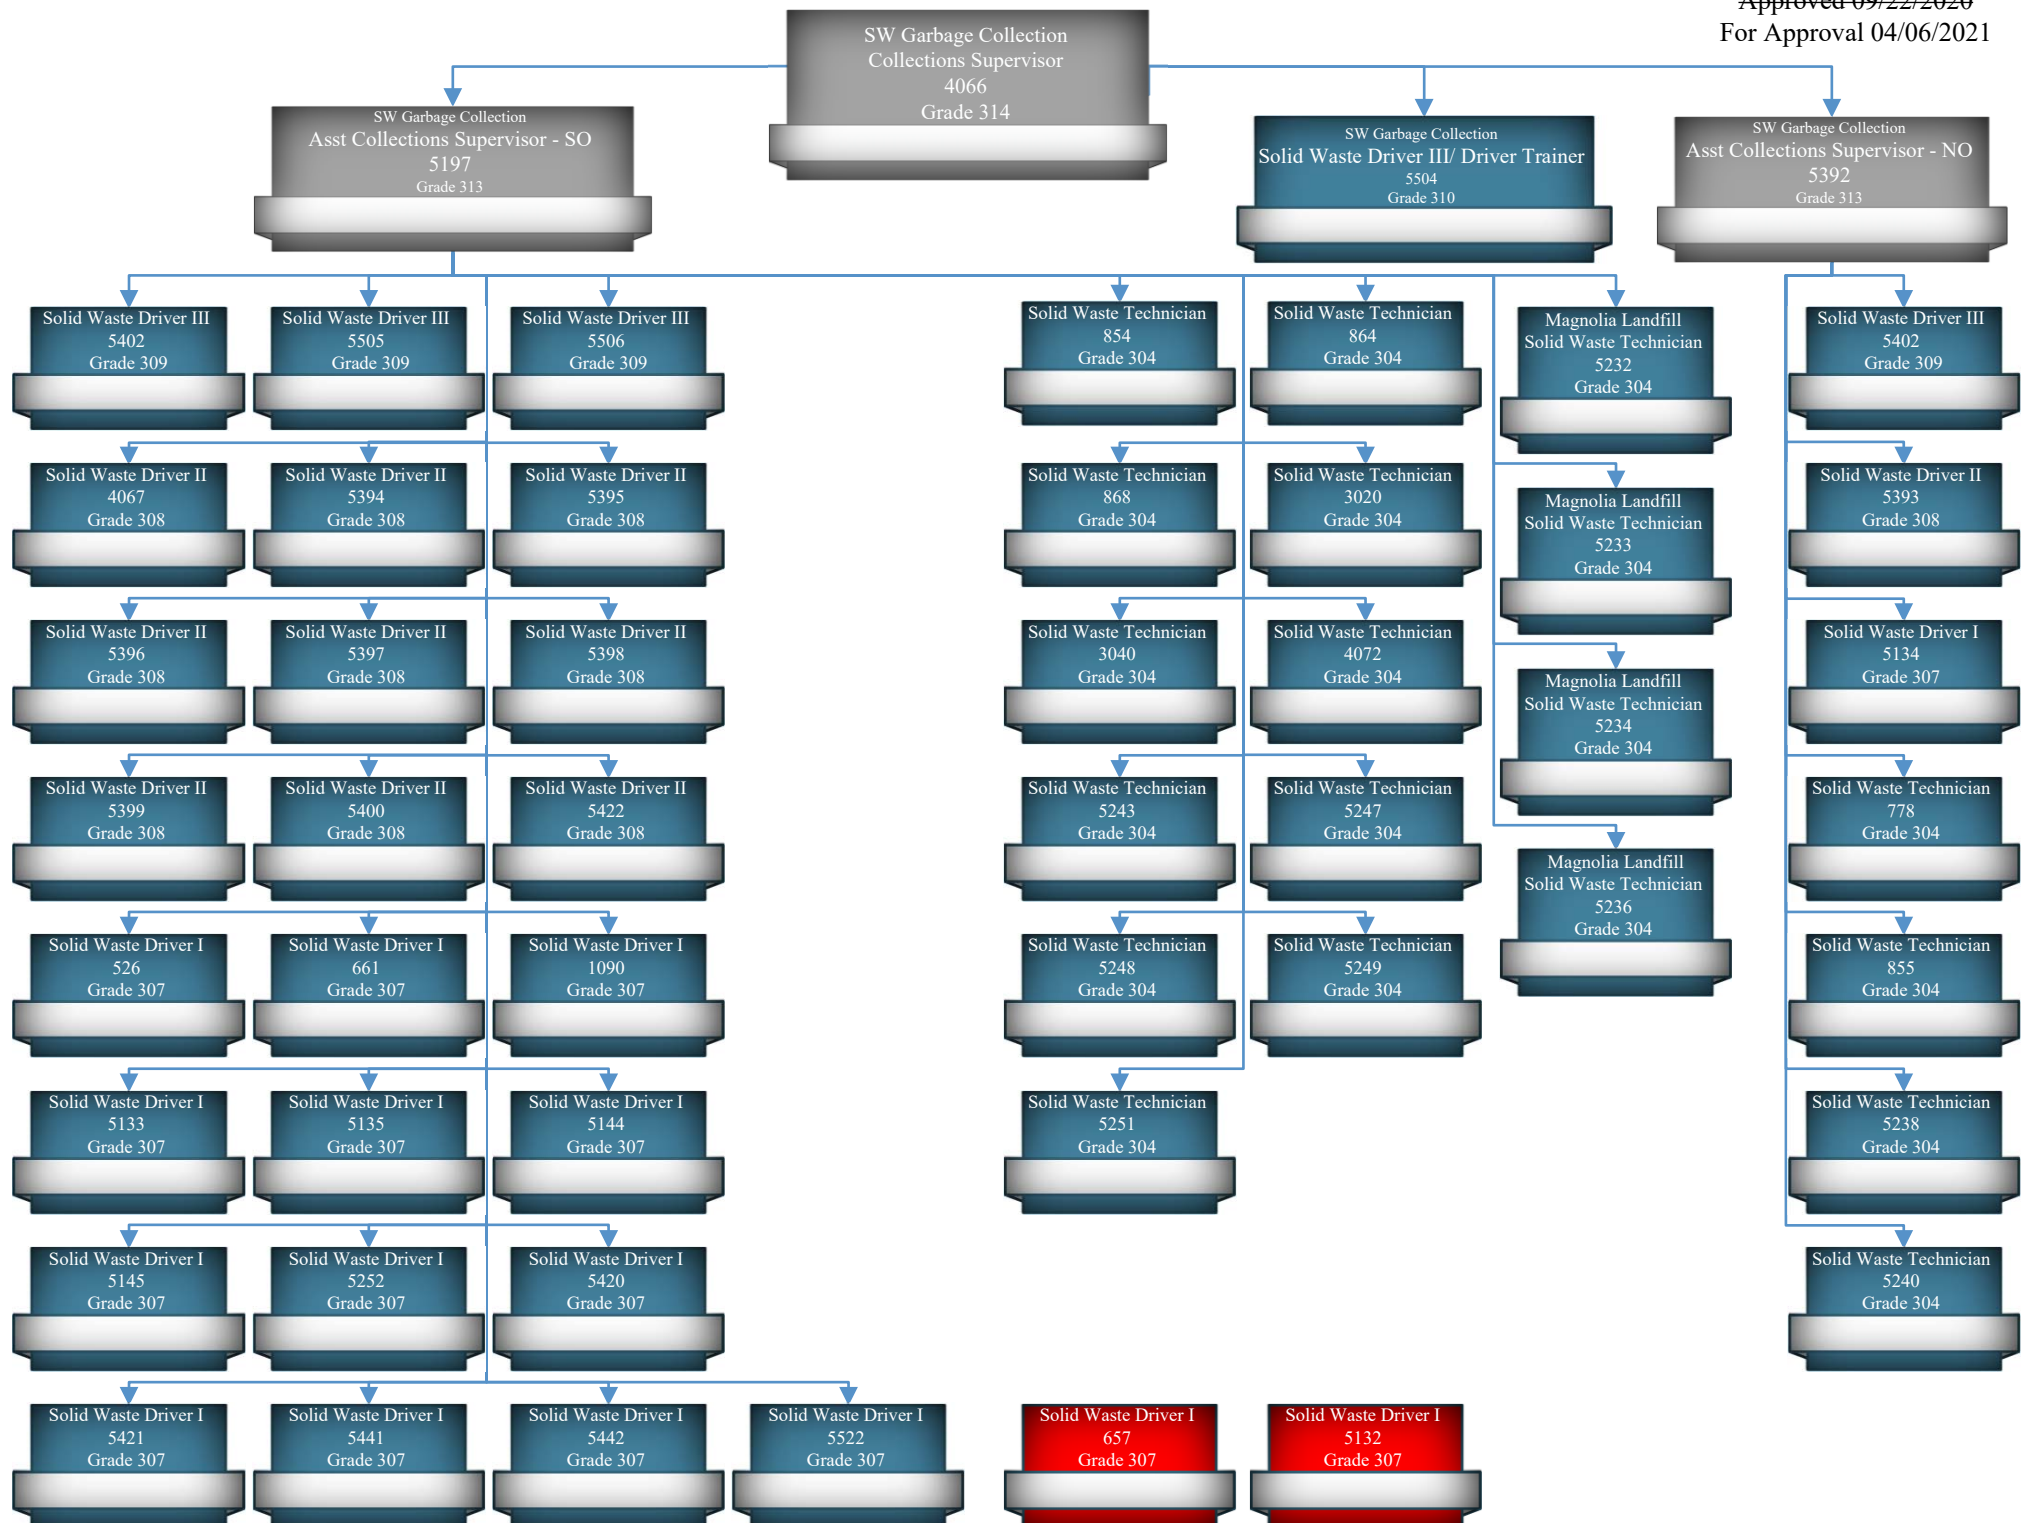 Approved 09/22/2020
For Approval 04/06/2021
SW Garbage Collection
Collections Supervisor
4066
Grade 314
SW Garbage Collection
Asst Collections Supervisor - SO
5197
Grade 313
SW Garbage Collection
Solid Waste Driver III/ Driver Trainer
5504
Grade 310
SW Garbage Collection
Asst Collections Supervisor - NO
5392
Grade 313
Solid Waste Driver III
5402
Grade 309
Solid Waste Driver III
5505
Grade 309
Solid Waste Driver III
5506
Grade 309
Solid Waste Technician
854
Grade 304
Solid Waste Technician
864
Grade 304
Magnolia Landfill
Solid Waste Technician
5232
Grade 304
Solid Waste Driver III
5402
Grade 309
Solid Waste Driver II
4067
Grade 308
Solid Waste Driver II
5394
Grade 308
Solid Waste Driver II
5395
Grade 308
Solid Waste Technician
868
Grade 304
Solid Waste Technician
3020
Grade 304
Magnolia Landfill
Solid Waste Technician
5233
Grade 304
Solid Waste Driver II
5393
Grade 308
Solid Waste Driver II
5396
Grade 308
Solid Waste Driver II
5397
Grade 308
Solid Waste Driver II
5398
Grade 308
Solid Waste Technician
3040
Grade 304
Solid Waste Technician
4072
Grade 304
Magnolia Landfill
Solid Waste Technician
5234
Grade 304
Solid Waste Driver I
5134
Grade 307
Solid Waste Driver II
5399
Grade 308
Solid Waste Driver II
5400
Grade 308
Solid Waste Driver II
5422
Grade 308
Solid Waste Technician
5243
Grade 304
Solid Waste Technician
5247
Grade 304
Magnolia Landfill
Solid Waste Technician
5236
Grade 304
Solid Waste Technician
778
Grade 304
Solid Waste Driver I
526
Grade 307
Solid Waste Driver I
661
Grade 307
Solid Waste Driver I
1090
Grade 307
Solid Waste Technician
5248
Grade 304
Solid Waste Technician
5249
Grade 304
Solid Waste Technician
855
Grade 304
Solid Waste Driver I
5133
Grade 307
Solid Waste Driver I
5135
Grade 307
Solid Waste Driver I
5144
Grade 307
Solid Waste Technician
5251
Grade 304
Solid Waste Technician
5238
Grade 304
Solid Waste Driver I
5145
Grade 307
Solid Waste Driver I
5252
Grade 307
Solid Waste Driver I
5420
Grade 307
Solid Waste Technician
5240
Grade 304
Solid Waste Driver I
5421
Grade 307
Solid Waste Driver I
5441
Grade 307
Solid Waste Driver I
5442
Grade 307
Solid Waste Driver I
5522
Grade 307
Solid Waste Driver I
657
Grade 307
Solid Waste Driver I
5132
Grade 307